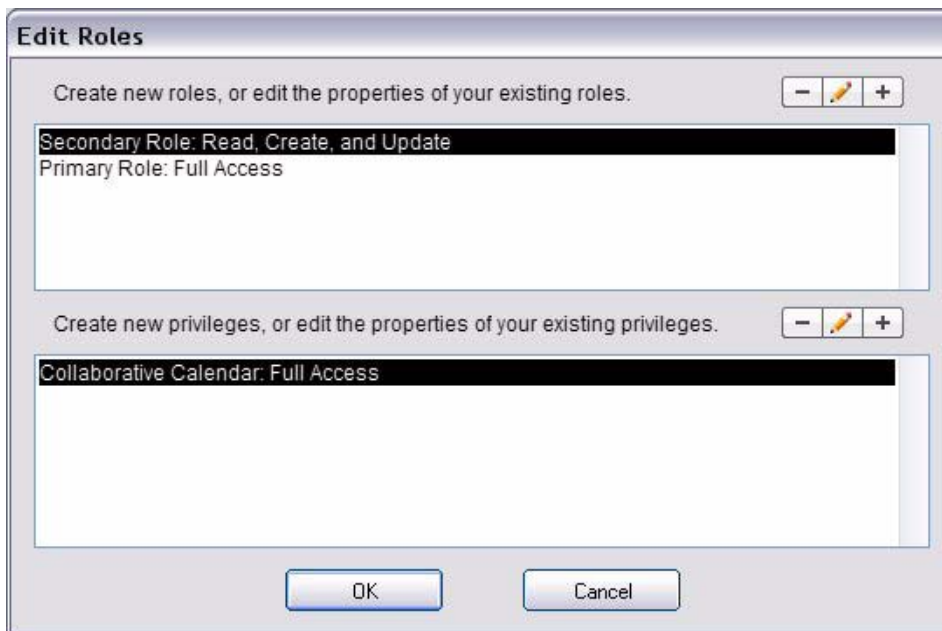 Edit Roles
Create new roles, or edit the properties of your existing roles.
Secondary Role: Read, Create, and Update
Primary Role: Full Access
Create new privileges, or edit the properties of your existing privileges.
Collaborative Calendar: Full Access
OK Cancel